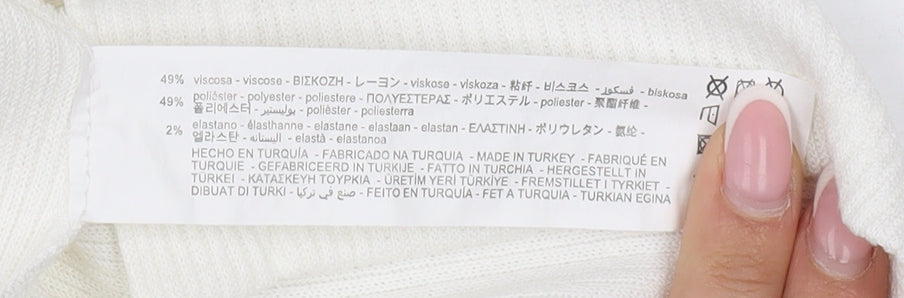 49% viscosa - viscose - ΒΙΣΚΟΖΗ - レーヨン - viskose - viskoza - 粘纤 - 비스코스 - فسكوز - biskosa
49% poliéster - polyester - poliestere - ΠΟΛΥΕΣΤΕΡΑΣ - ポリエステル - poliester - 聚酯纤维 -
폴리에스터 - بوليستير - polièster - poliesterra
2% elastano - élasthanne - elastane - elastaan - elastan - ΕΛΑΣΤΙΝΗ - ポリウレタン - 氨纶 -
엘라스탄 - اليستانه - elastà - elastanoa
HECHO EN TURQUÍA - FABRICADO NA TURQUIA - MADE IN TURKEY - FABRIQUÉ EN
TURQUIE - GEFABRICEERD IN TURKIJE - FATTO IN TURCHIA - HERGESTELLT IN
TÜRKEI - ΚΑΤΑΣΚΕΥΗ ΤΟΥΡΚΙΑ - ÜRETİM YERİ TÜRKİYE - FREMSTILLET I TYRKIET -
DIBUAT DI TURKI - صنع في تركيا - FEITO EN TURQUÍA - FET A TURQUIA - TURKIAN EGINA